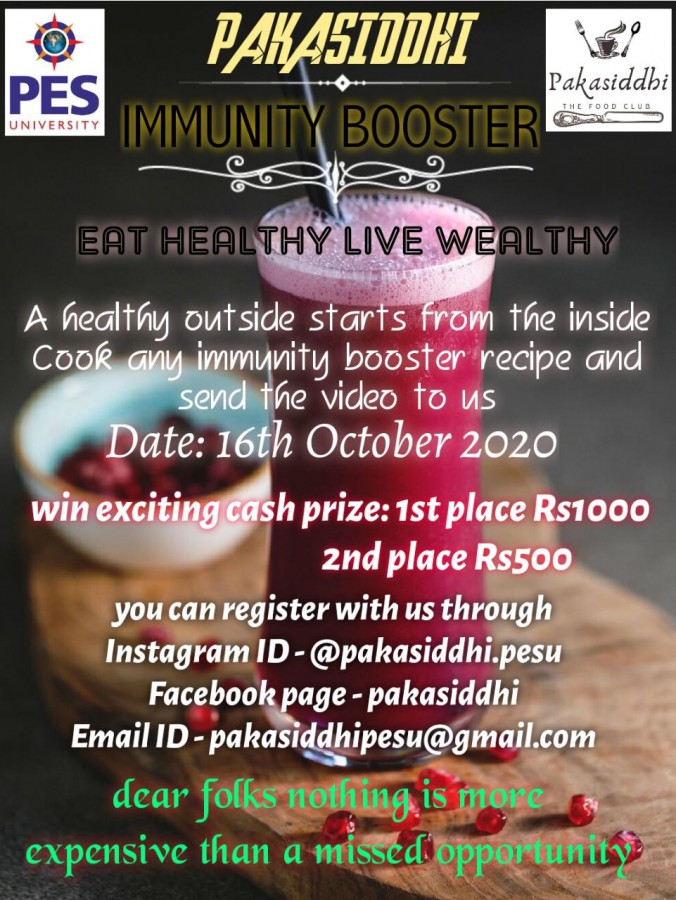 PES
UNIVERSITY
PAKASIDDHI
Pakasiddhi
THE FOOD CLUB
IMMUNITY BOOSTER
EAT HEALTHY LIVE WEALTHY
A healthy outside starts from the inside
Cook any immunity booster recipe and
send the video to us
Date: 16th October 2020
win exciting cash prize: 1st place Rs1000
2nd place Rs500
you can register with us through
Instagram ID - @pakasiddhi.pesu
Facebook page - pakasiddhi
Email ID - pakasiddhipesu@gmail.com
dear folks nothing is more
expensive than a missed opportunity